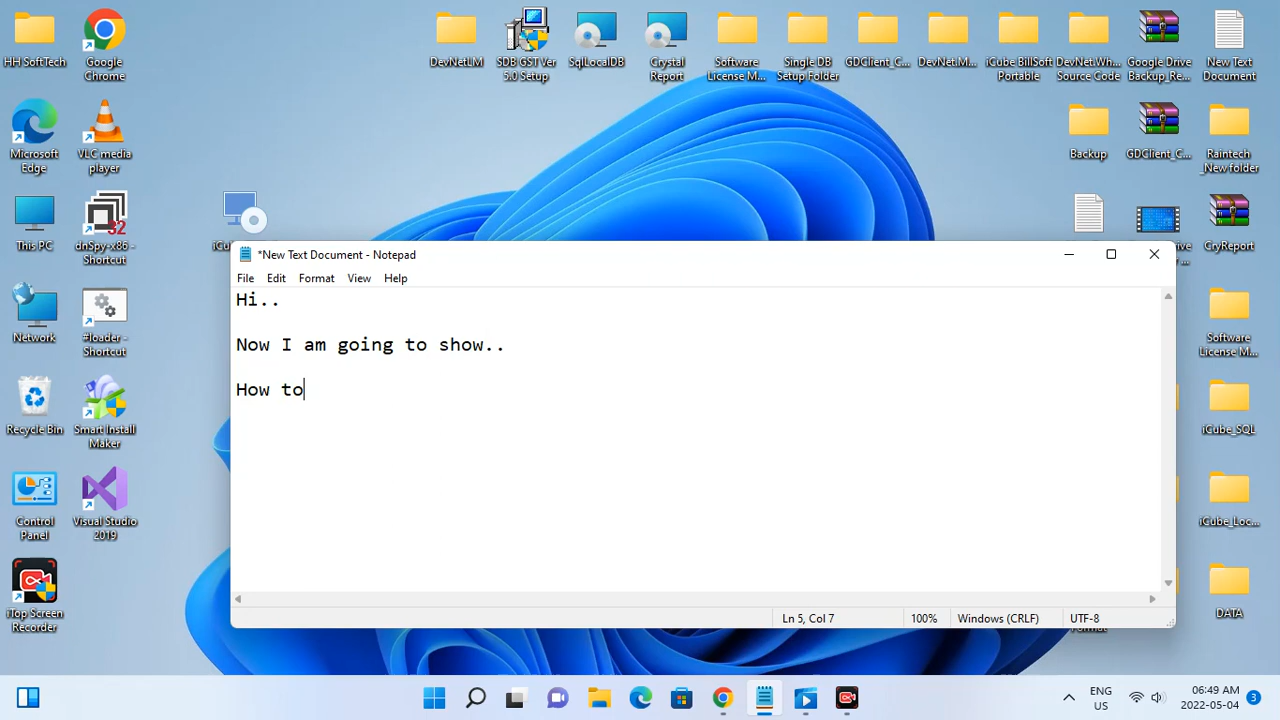 HH SoftTech
Google Chrome
DevNet.LM
SDB GST Ver 5.0 Setup
SqlLocalDB
Crystal Report
Software License M...
Single DB Setup Folder
GDClient_C...
DevNet.M...
iCube BillSoft Portable
DevNet.Wh... Source Code
Google Drive Backup_Re...
New Text Document
Microsoft Edge
VLC media player
Backup
GDClient_C...
Raintech _New folder
This PC
dnSpy-x86 - Shortcut
CryReport
*New Text Document - Notepad
File Edit Format View Help
Hi..
Now I am going to show..
How to
Network
#loader - Shortcut
Software License M...
Recycle Bin
Smart Install Maker
iCube_SQL
Control Panel
Visual Studio 2019
iCube_Loc...
iTop Screen Recorder
DATA
Ln 5, Col 7
100%
Windows (CRLF)
UTF-8
ENG
US
06:49 AM
2022-05-04
3